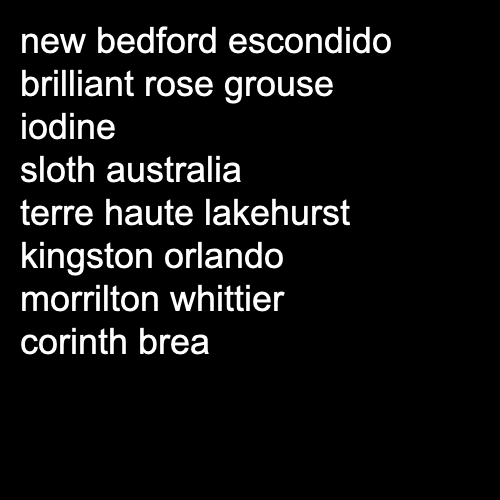 new bedford escondido
brilliant rose grouse
iodine
sloth australia
terre haute lakehurst
kingston orlando
morrilton whittier
corinth brea